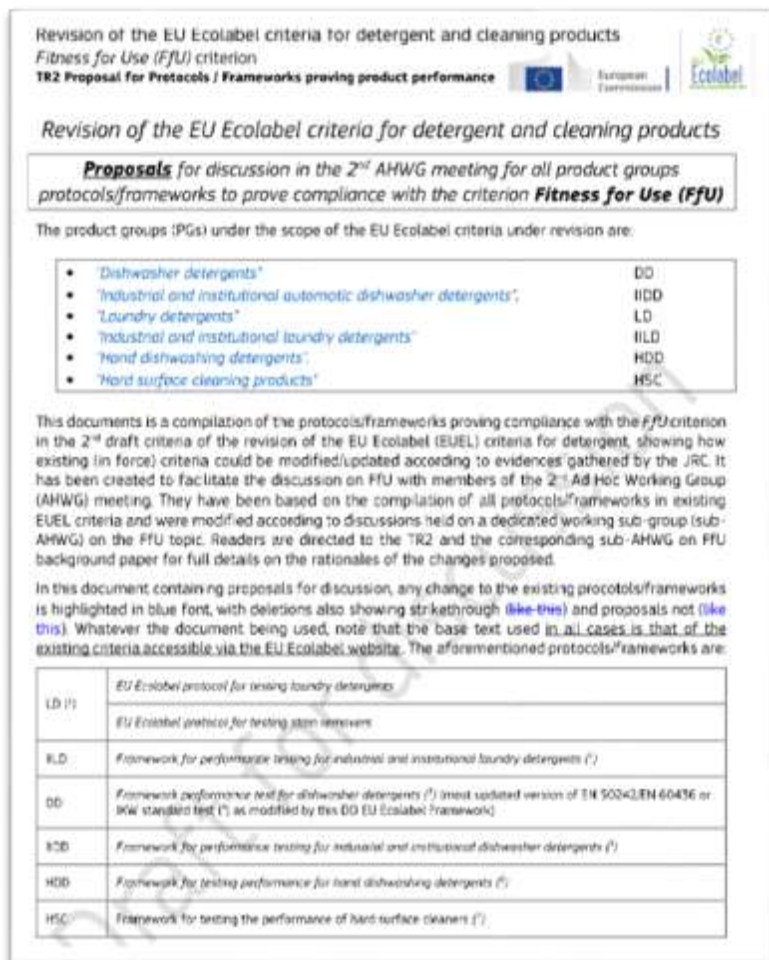 Revision of the EU Ecolabel criteria for detergent and cleaning products
Fitness for Use (FfU) criterion
TR2 Proposal for Protocols / Frameworks proving product performance
European
Commission
Ecolabel
Revision of the EU Ecolabel criteria for detergent and cleaning products
Proposals for discussion in the 2nd AHWG meeting for all product groups
protocols/frameworks to prove compliance with the criterion Fitness for Use (FfU)
The product groups (PGs) under the scope of the EU Ecolabel criteria under revision are:
• "Dishwasher detergents" DD
• "Industrial and institutional automatic dishwasher detergents", IIDD
• "Laundry detergents" LD
• "Industrial and institutional laundry detergents" IILD
• "Hand dishwashing detergents". HDD
• "Hard surface cleaning products" HSC
This documents is a compilation of the protocols/frameworks proving compliance with the FfU criterion
in the 2nd draft criteria of the revision of the EU Ecolabel (EUEL) criteria for detergent, showing how
existing (in force) criteria could be modified/updated according to evidences gathered by the JRC. It
has been created to facilitate the discussion on FfU with members of the 2nd Ad Hoc Working Group
(AHWG) meeting. They have been based on the compilation of all protocols/frameworks in existing
EUEL criteria and were modified according to discussions held on a dedicated working sub-group (sub-
AHWG) on the FfU topic. Readers are directed to the TR2 and the corresponding sub-AHWG on FfU
background paper for full details on the rationales of the changes proposed.
In this document containing proposals for discussion, any change to the existing procotols/frameworks
is highlighted in blue font, with deletions also showing strikethrough (like this) and proposals not (like
this). Whatever the document being used, note that the base text used in all cases is that of the
existing criteria accessible via the EU Ecolabel website. The aforementioned protocols/frameworks are:
LD (1) EU Ecolabel protocol for testing laundry detergents
EU Ecolabel protocol for testing stain removers
IILD Framework for performance testing for industrial and institutional laundry detergents
DD Framework performance test for dishwasher detergents (most updated version of EN 50242/EN 60436 or
IKW standard test as modified by this DD EU Ecolabel Framework)
IIDD Framework for performance testing for industrial and institutional dishwasher detergents
HDD Framework for testing performance for hand dishwashing detergents
HSC Framework for testing the performance of hard surface cleaners
Draft for discussion